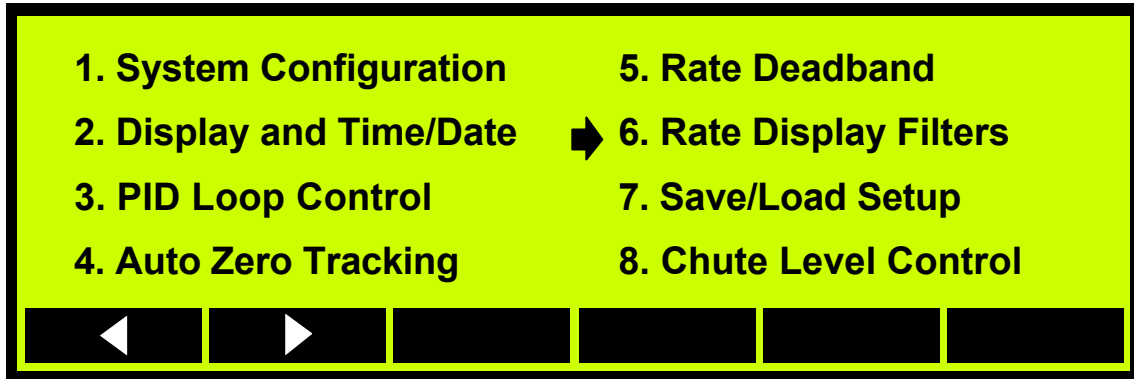 1. System Configuration
2. Display and Time/Date
3. PID Loop Control
4. Auto Zero Tracking
5. Rate Deadband
6. Rate Display Filters
7. Save/Load Setup
8. Chute Level Control